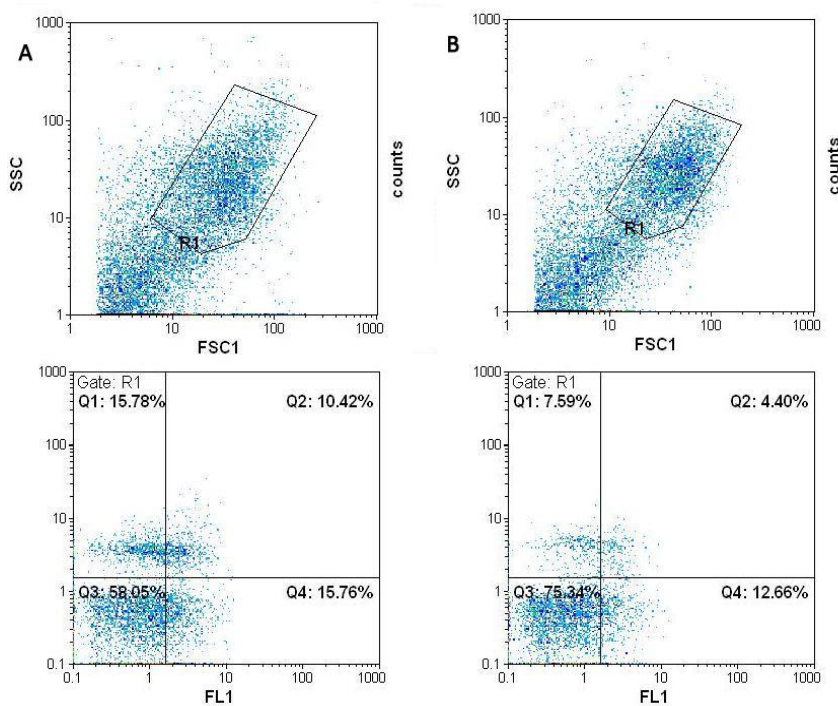 A
1000
100
10
1
SSC
R1
1 10 100 1000
FSC1
counts
B
1000
100
10
1
SSC
R1
1 10 100 1000
FSC1
counts
1000
100
10
1
0.1
Gate: R1
Q1: 15.78% Q2: 10.42%
Q3: 58.05% Q4: 15.76%
0.1 1 10 100 1000
FL1
1000
100
10
1
0.1
Gate: R1
Q1: 7.59% Q2: 4.40%
Q3: 75.34% Q4: 12.66%
0.1 1 10 100 1000
FL1